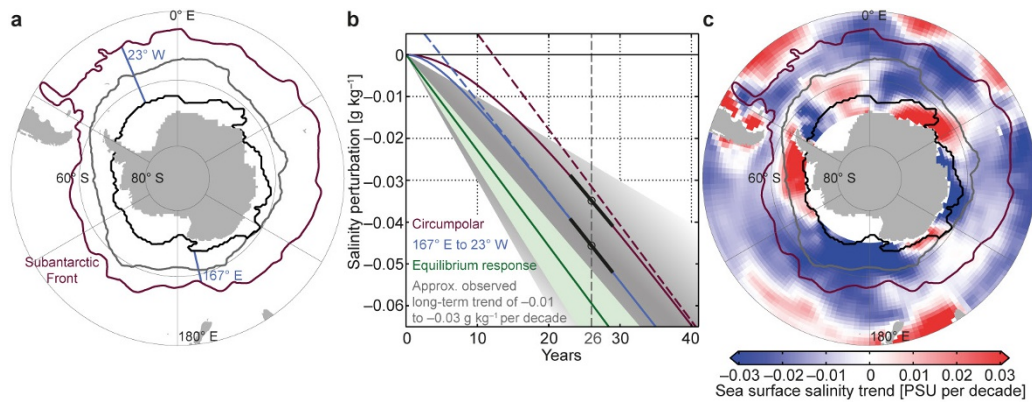 a
0° E
23° W
60° S
80° S
Subantarctic
Front
167° E
180° E
b
Salinity perturbation [g kg⁻¹]
0
−0.01
−0.02
−0.03
−0.04
−0.05
−0.06
Circumpolar
167° E to 23° W
Equilibrium response
Approx. observed
long-term trend of −0.01
to −0.03 g kg⁻¹ per decade
0 10 20 26 30 40
Years
c
0° E
60° S
80° S
180° E
−0.03 −0.02 −0.01 0 0.01 0.02 0.03
Sea surface salinity trend [PSU per decade]